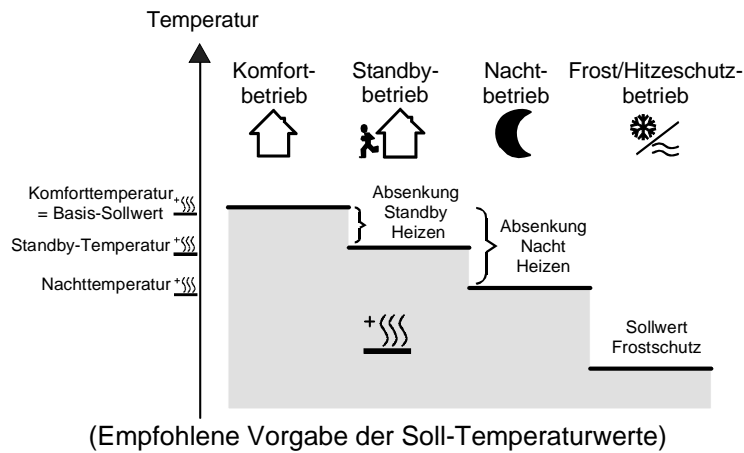 Temperatur
Komfort-
betrieb
Standby-
betrieb
Nacht-
betrieb
Frost/Hitzeschutz-
betrieb
Komforttemperatur
= Basis-Sollwert
Standby-Temperatur
Nachttemperatur
Absenkung
Standby
Heizen
Absenkung
Nacht
Heizen
Sollwert
Frostschutz
(Empfohlene Vorgabe der Soll-Temperaturwerte)